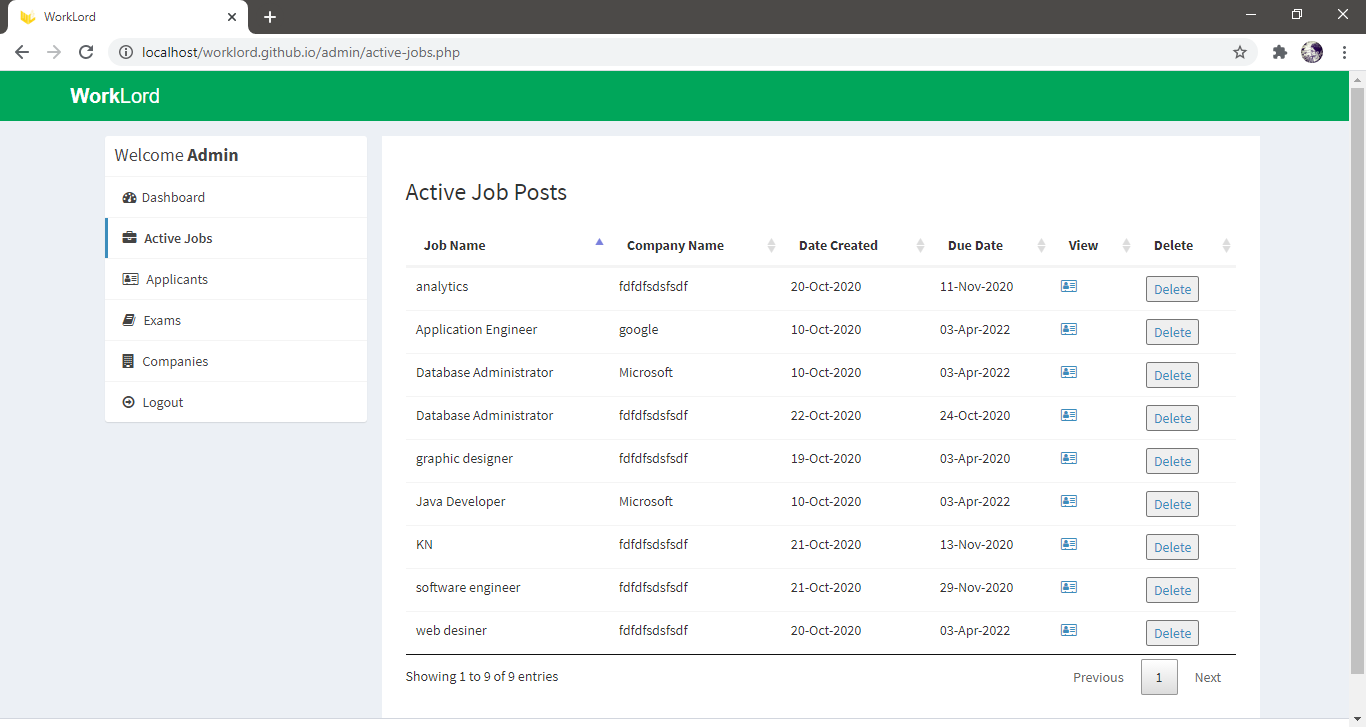 WorkLord
localhost/worklord.github.io/admin/active-jobs.php
WorkLord
Welcome Admin
Dashboard
Active Jobs
Applicants
Exams
Companies
Logout
Active Job Posts
Job Name Company Name Date Created Due Date View Delete
analytics fdfdfsdsfsdf 20-Oct-2020 11-Nov-2020 Delete
Application Engineer google 10-Oct-2020 03-Apr-2022 Delete
Database Administrator Microsoft 10-Oct-2020 03-Apr-2022 Delete
Database Administrator fdfdfsdsfsdf 22-Oct-2020 24-Oct-2020 Delete
graphic designer fdfdfsdsfsdf 19-Oct-2020 03-Apr-2020 Delete
Java Developer Microsoft 10-Oct-2020 03-Apr-2022 Delete
KN fdfdfsdsfsdf 21-Oct-2020 13-Nov-2020 Delete
software engineer fdfdfsdsfsdf 21-Oct-2020 29-Nov-2020 Delete
web desiner fdfdfsdsfsdf 20-Oct-2020 03-Apr-2022 Delete
Showing 1 to 9 of 9 entries Previous 1 Next